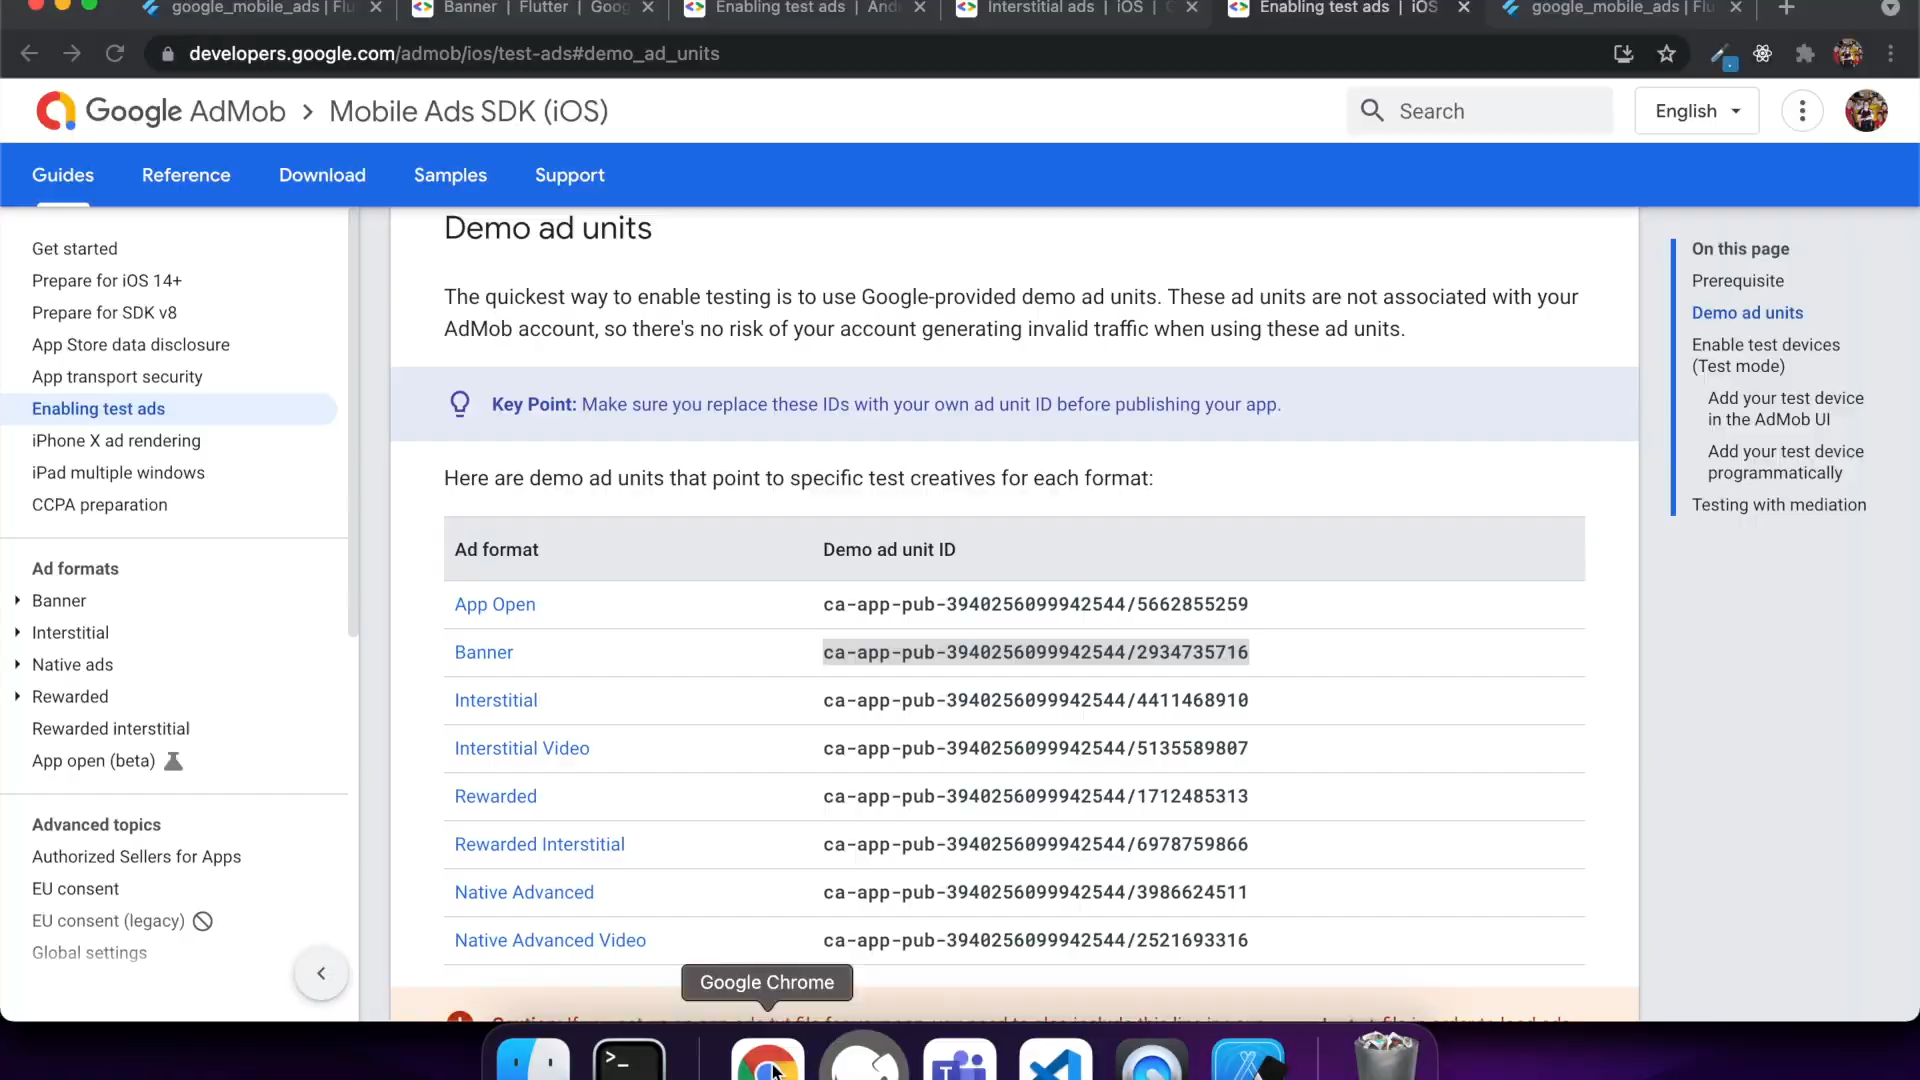 google_mobile_ads | Flu
Banner | Flutter | Goog
Enabling test ads | And
Interstitial ads | iOS | G
Enabling test ads | iOS
google_mobile_ads | Flu
developers.google.com/admob/ios/test-ads#demo_ad_units
Google AdMob > Mobile Ads SDK (iOS)
Search
English
Guides
Reference
Download
Samples
Support
Get started
Prepare for iOS 14+
Prepare for SDK v8
App Store data disclosure
App transport security
Enabling test ads
iPhone X ad rendering
iPad multiple windows
CCPA preparation
Ad formats
Banner
Interstitial
Native ads
Rewarded
Rewarded interstitial
App open (beta)
Advanced topics
Authorized Sellers for Apps
EU consent
EU consent (legacy)
Global settings
Demo ad units
The quickest way to enable testing is to use Google-provided demo ad units. These ad units are not associated with your
AdMob account, so there's no risk of your account generating invalid traffic when using these ad units.
Key Point: Make sure you replace these IDs with your own ad unit ID before publishing your app.
Here are demo ad units that point to specific test creatives for each format:
Ad format Demo ad unit ID
App Open ca-app-pub-3940256099942544/5662855259
Banner ca-app-pub-3940256099942544/2934735716
Interstitial ca-app-pub-3940256099942544/4411468910
Interstitial Video ca-app-pub-3940256099942544/5135589807
Rewarded ca-app-pub-3940256099942544/1712485313
Rewarded Interstitial ca-app-pub-3940256099942544/6978759866
Native Advanced ca-app-pub-3940256099942544/3986624511
Native Advanced Video ca-app-pub-3940256099942544/2521693316
On this page
Prerequisite
Demo ad units
Enable test devices
(Test mode)
Add your test device
in the AdMob UI
Add your test device
programmatically
Testing with mediation
Google Chrome